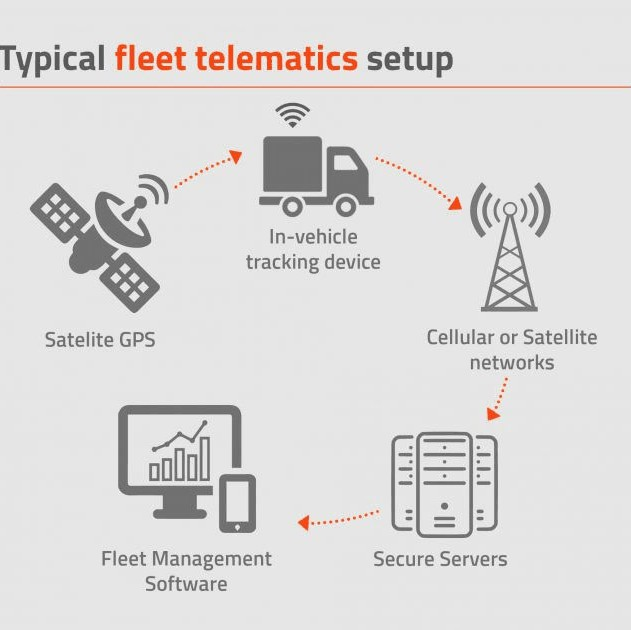 Typical fleet telematics setup
In-vehicle
tracking device
Satelite GPS
Cellular or Satellite
networks
Fleet Management
Software
Secure Servers